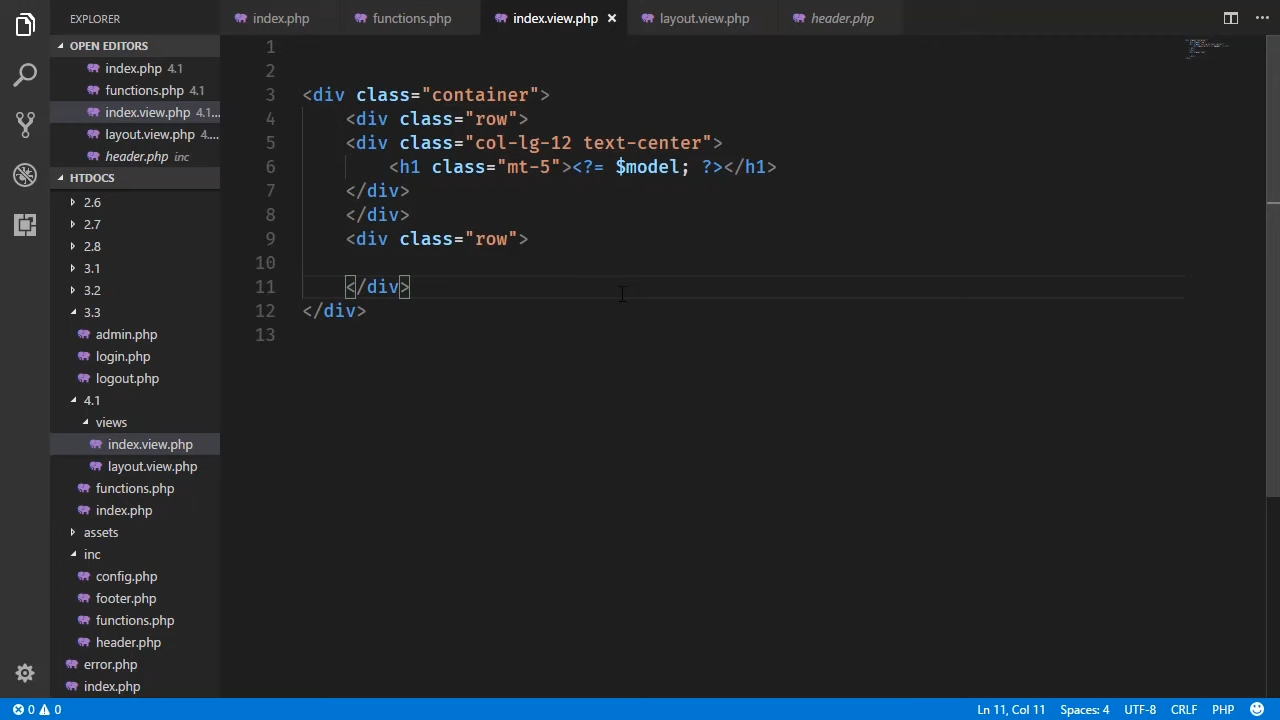 EXPLORER
OPEN EDITORS
index.php 4.1
functions.php 4.1
index.view.php 4.1...
layout.view.php 4....
header.php inc
HTDOCS
2.6
2.7
2.8
3.1
3.2
3.3
admin.php
login.php
logout.php
4.1
views
index.view.php
layout.view.php
functions.php
index.php
assets
inc
config.php
footer.php
functions.php
header.php
error.php
index.php
index.php functions.php index.view.php × layout.view.php header.php
1
2
3 <div class="container">
4 <div class="row">
5 <div class="col-lg-12 text-center">
6 <h1 class="mt-5"><?= $model; ?></h1>
7 </div>
8 </div>
9 <div class="row">
10
11 </div>
12 </div>
13
0 0 Ln 11, Col 11 Spaces: 4 UTF-8 CRLF PHP